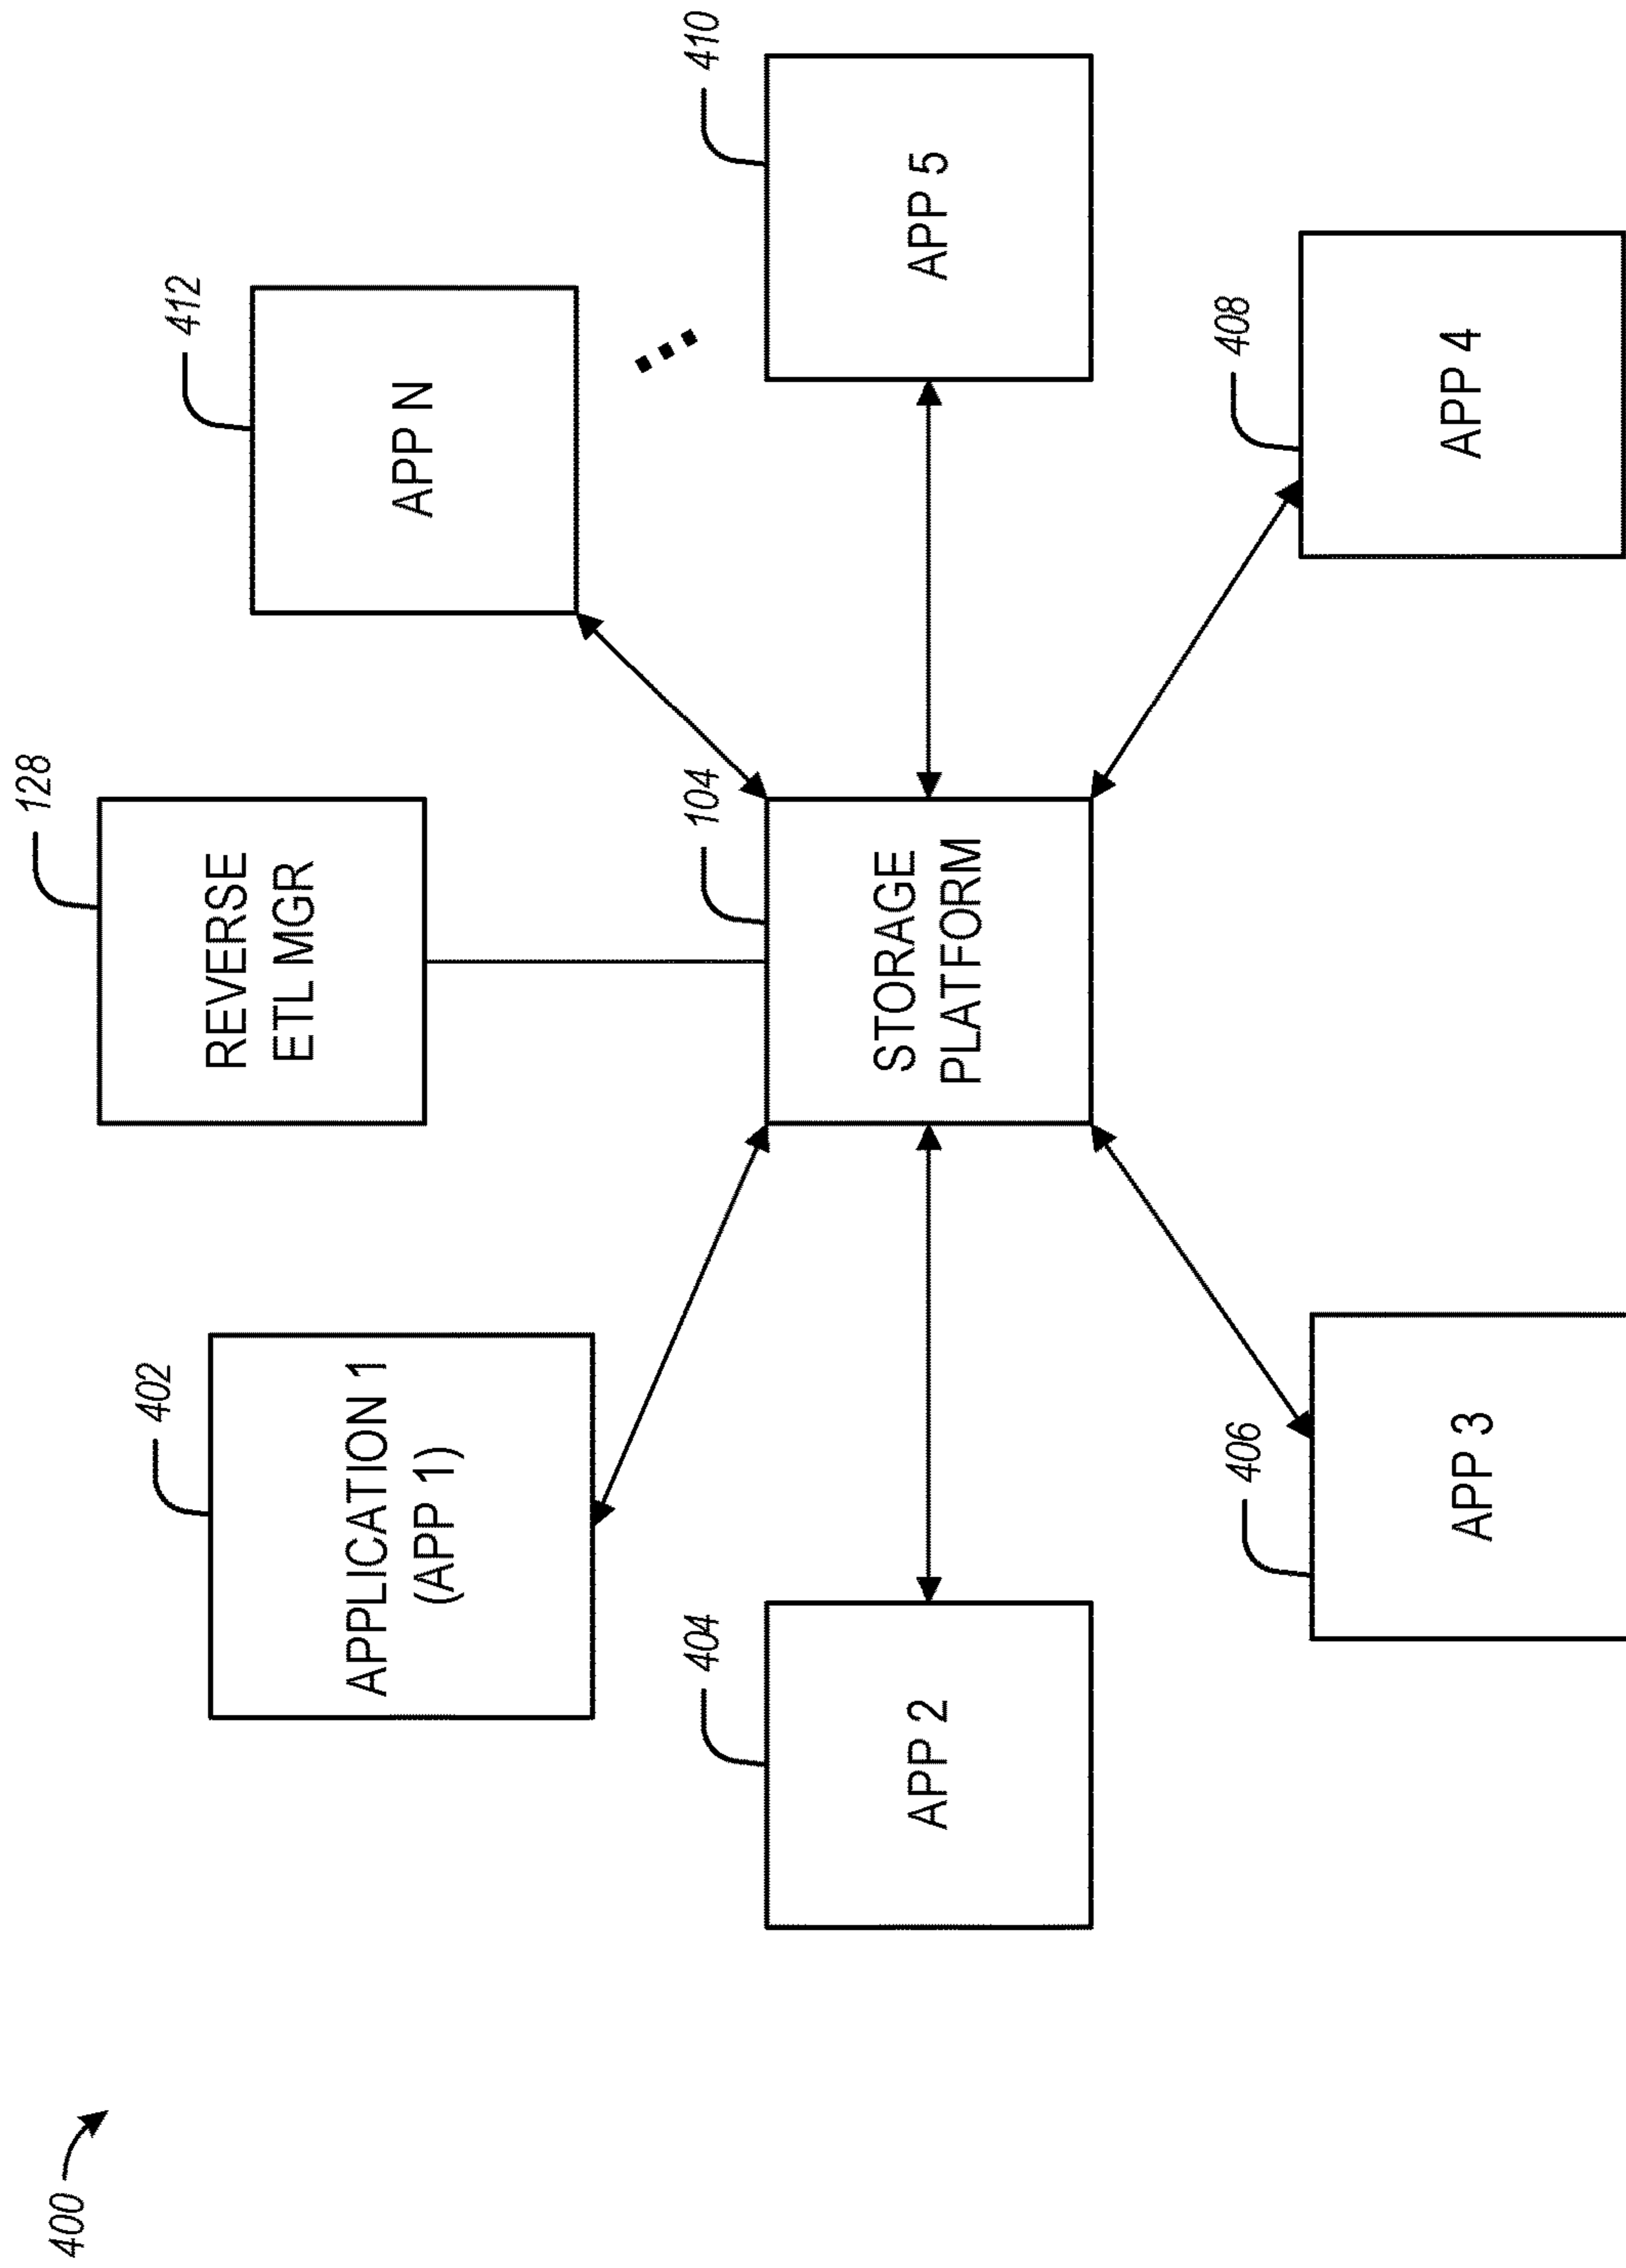 400
128
REVERSE
ETL MGR
402
APPLICATION 1
(APP 1)
412
APP N
404
APP 2
104
STORAGE
PLATFORM
410
APP 5
406
APP 3
408
APP 4